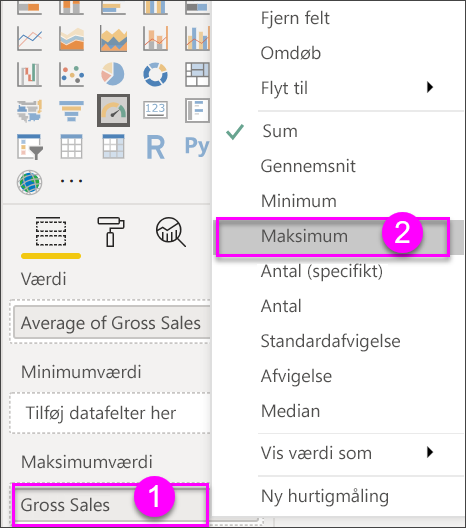 123
R
Py
Værdi
Average of Gross Sales
Minimumværdi
Tilføj datafelter her
Maksimumværdi
Gross Sales
1
Fjern felt
Omdøb
Flyt til
Sum
Gennemsnit
Minimum
Maksimum
2
Antal (specifikt)
Antal
Standardafvigelse
Afvigelse
Median
Vis værdi som
Ny hurtigmåling